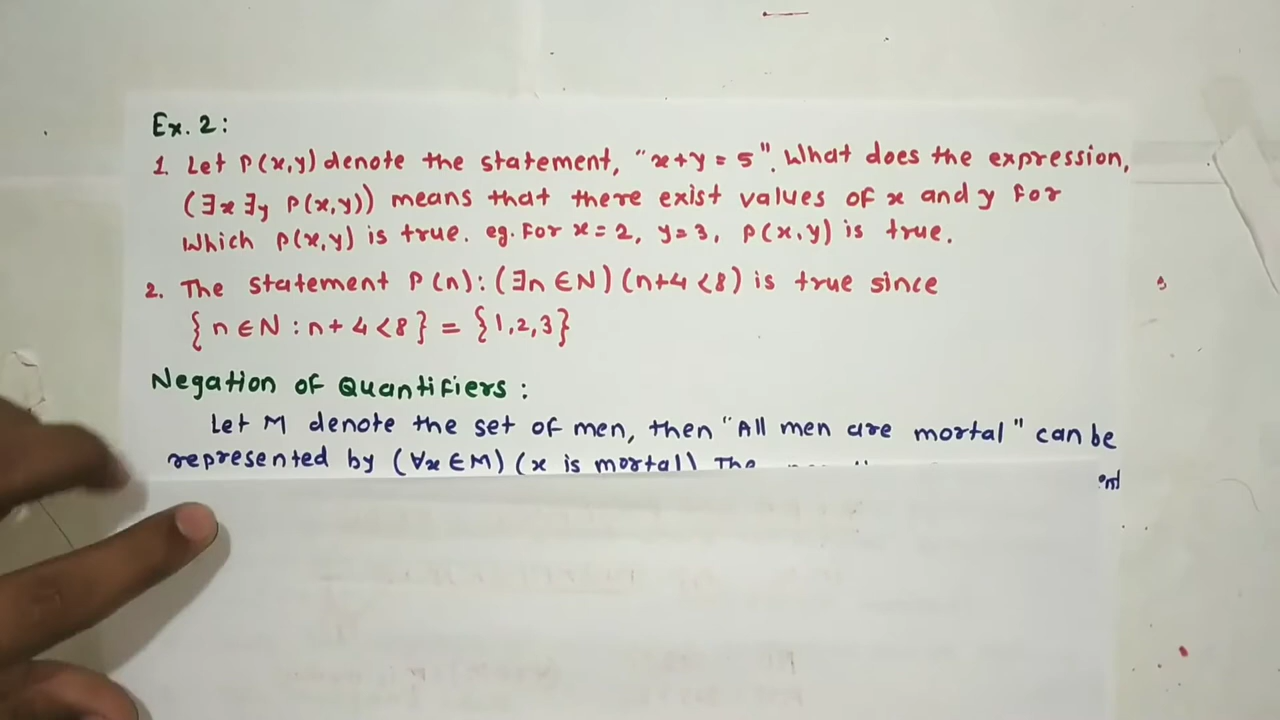 Ex. 2:
1. Let P(x,y) denote the statement, "x+y = 5". What does the expression,
(∃x ∃y P(x,y)) means that there exist values of x and y for
which P(x,y) is true. eg. For x = 2, y=3, P(x,y) is true.
2. The statement P(n): (∃n ∈N) (n+4 <8) is true since
{n∈N : n+4<8} = {1,2,3}
Negation of Quantifiers :
Let M denote the set of men, then "All men are mortal" can be
represented by (∀x ∈M) (x is mortal) The